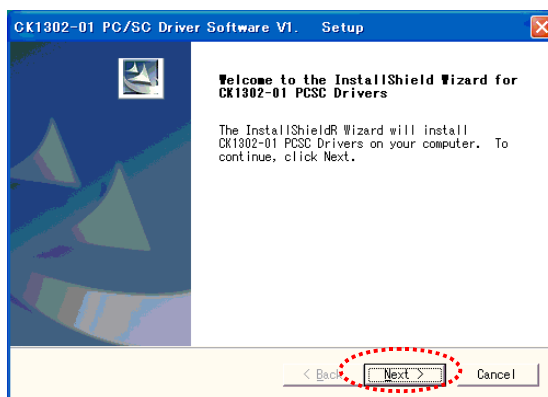 CK1302-01 PC/SC Driver Software V1. Setup
Welcome to the InstallShield Wizard for
CK1302-01 PCSC Drivers
The InstallShieldR Wizard will install
CK1302-01 PCSC Drivers on your computer. To
continue, click Next.
< Back
Next >
Cancel